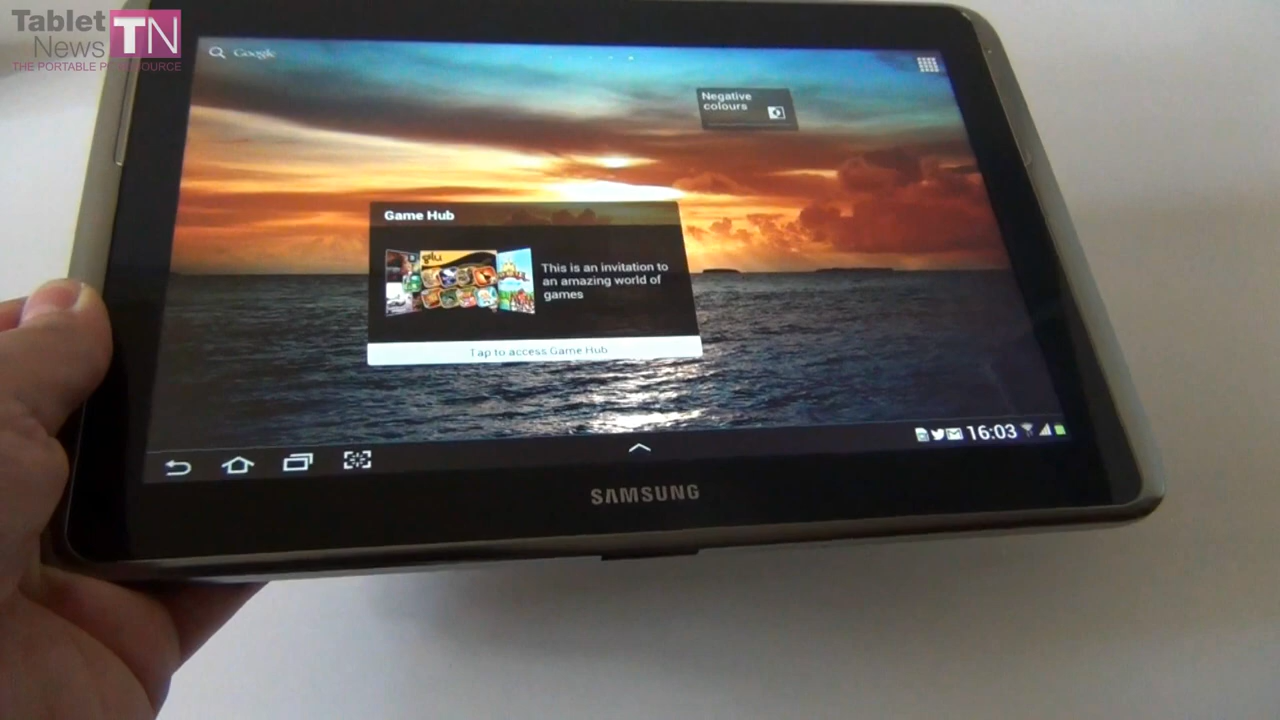 Tablet
News TN
THE PORTABLE PC SOURCE
Google
Negative
colours
Game Hub
glu
This is an invitation to
an amazing world of
games
Tap to access Game Hub
16:03
SAMSUNG